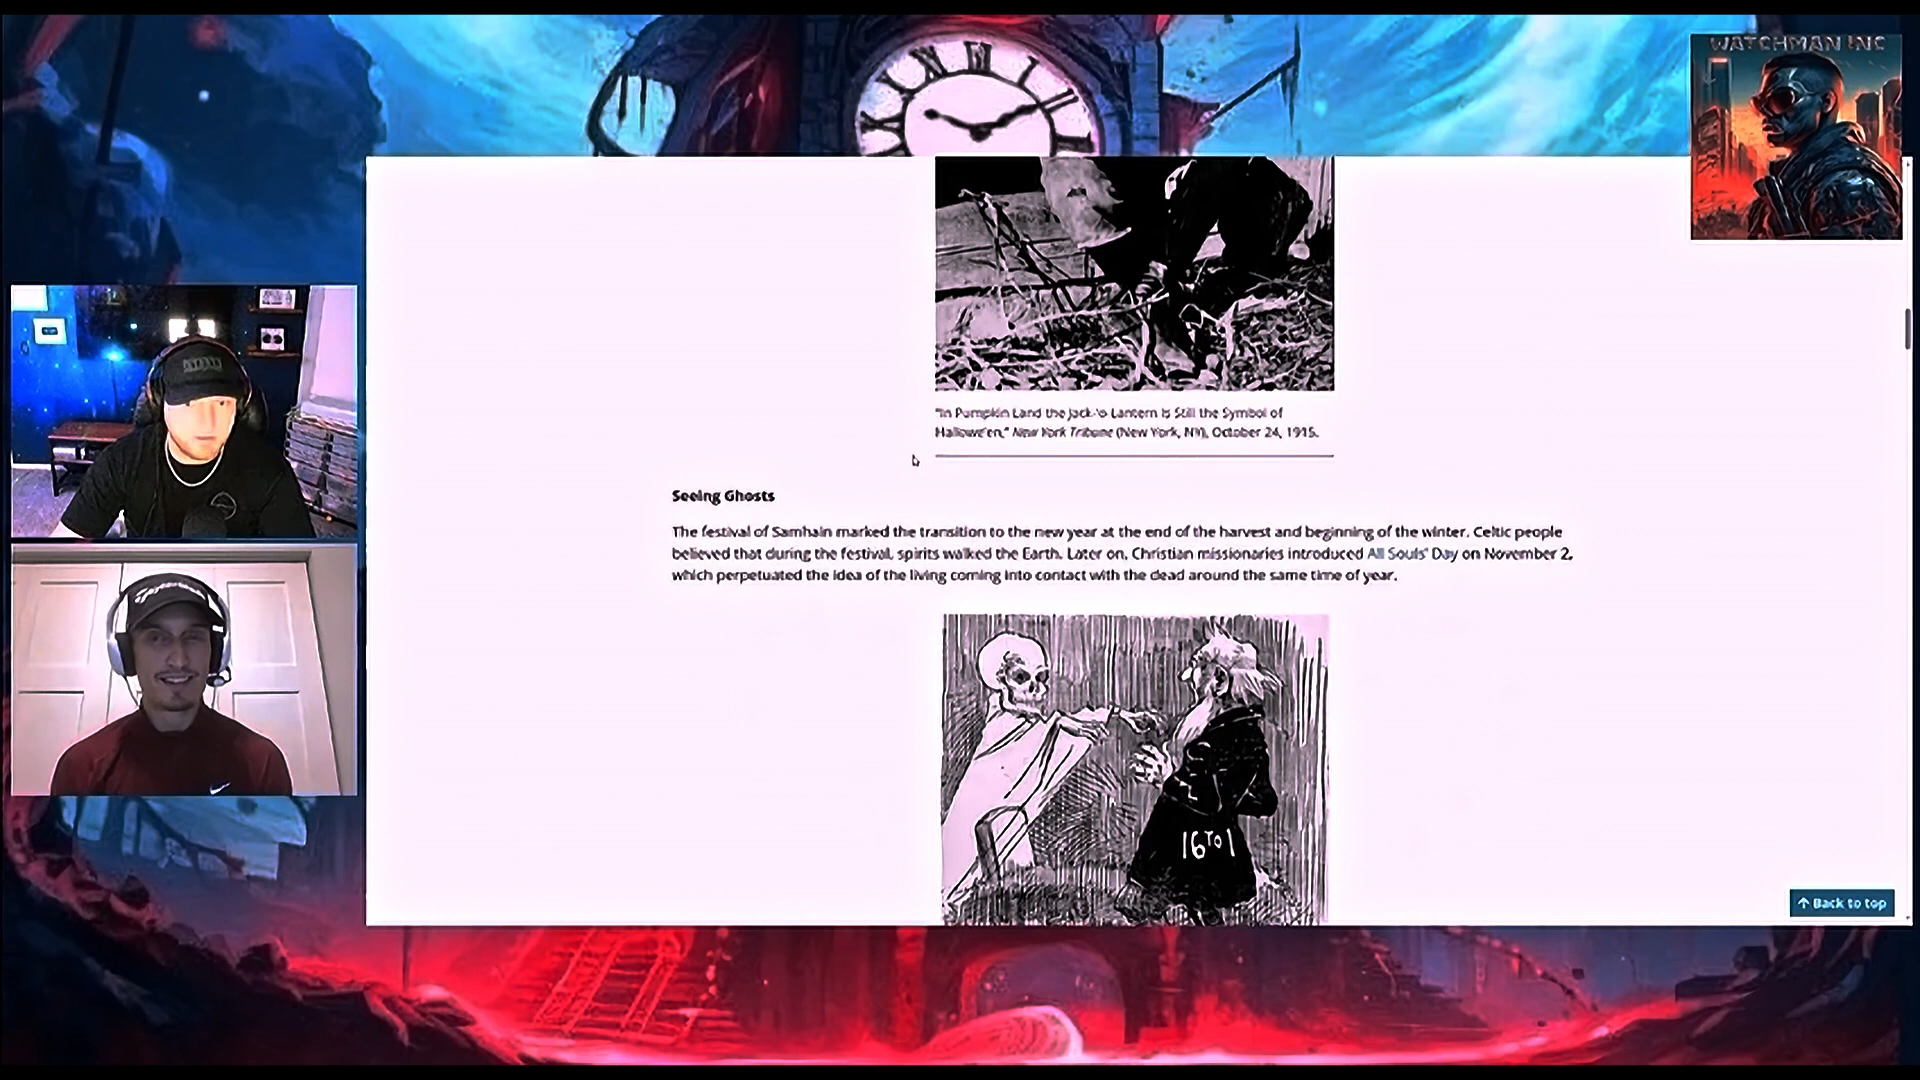 WATCHMAN INC
"In Pumpkin Land the Jack-'o-Lantern Is Still the Symbol of
Hallowe'en," New York Tribune (New York, NY), October 24, 1915.
Seeing Ghosts
The festival of Samhain marked the transition to the new year at the end of the harvest and beginning of the winter. Celtic people
believed that during the festival, spirits walked the Earth. Later on, Christian missionaries introduced All Souls' Day on November 2,
which perpetuated the idea of the living coming into contact with the dead around the same time of year.
16 TO 1
↑ Back to top